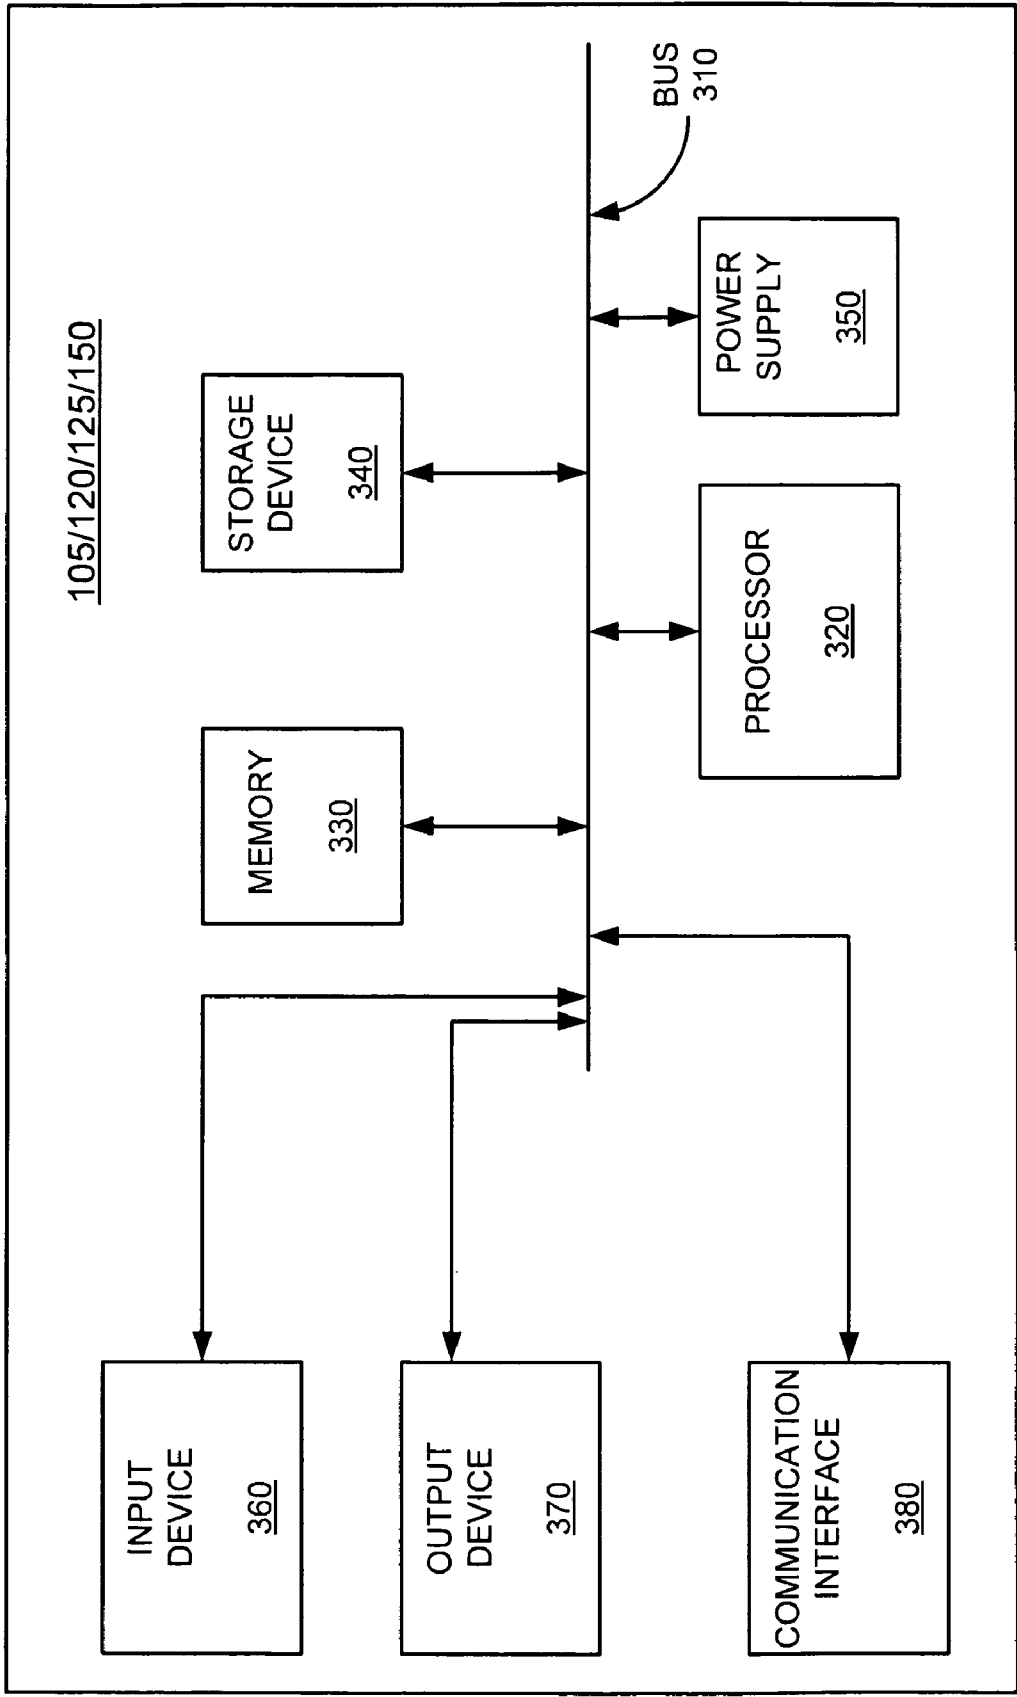 105/120/125/150
INPUT
DEVICE
360
MEMORY
330
STORAGE
DEVICE
340
OUTPUT
DEVICE
370
BUS
310
COMMUNICATION
INTERFACE
380
PROCESSOR
320
POWER
SUPPLY
350